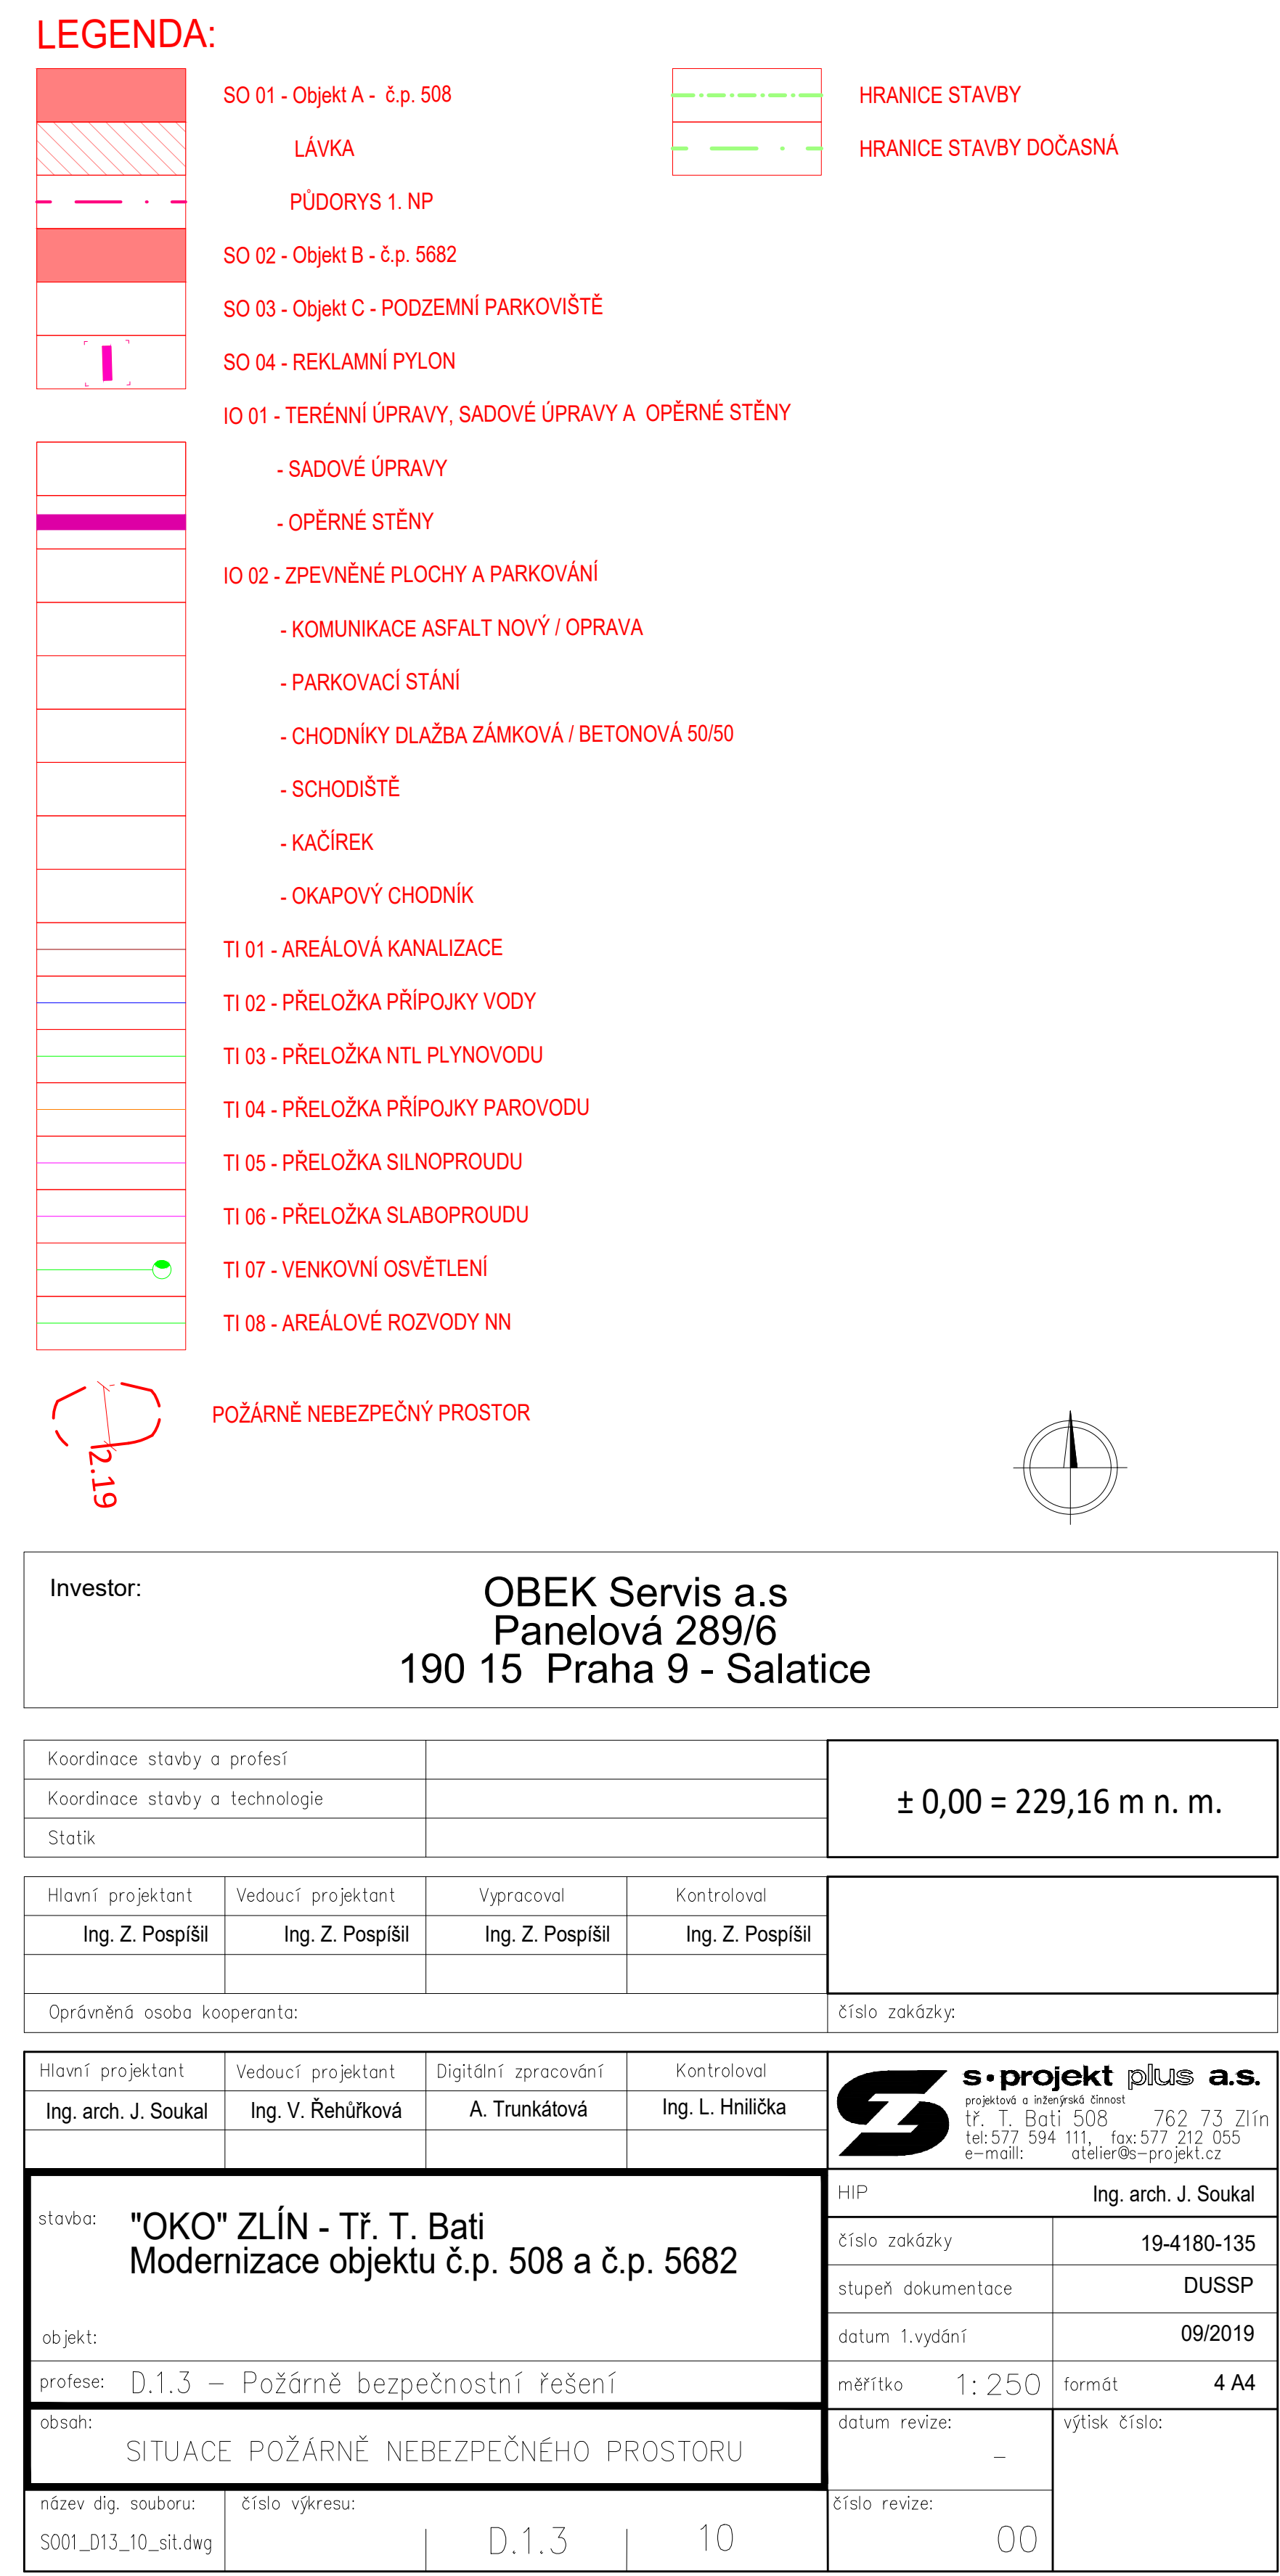 LEGENDA:
SO 01 - Objekt A - č.p. 508
LÁVKA
PŮDORYS 1. NP
SO 02 - Objekt B - č.p. 5682
SO 03 - Objekt C - PODZEMNÍ PARKOVIŠTĚ
SO 04 - REKLAMNÍ PYLON
IO 01 - TERÉNNÍ ÚPRAVY, SADOVÉ ÚPRAVY A OPĚRNÉ STĚNY
- SADOVÉ ÚPRAVY
- OPĚRNÉ STĚNY
IO 02 - ZPEVNĚNÉ PLOCHY A PARKOVÁNÍ
- KOMUNIKACE ASFALT NOVÝ / OPRAVA
- PARKOVACÍ STÁNÍ
- CHODNÍKY DLAŽBA ZÁMKOVÁ / BETONOVÁ 50/50
- SCHODIŠTĚ
- KAČÍREK
- OKAPOVÝ CHODNÍK
TI 01 - AREÁLOVÁ KANALIZACE
TI 02 - PŘELOŽKA PŘÍPOJKY VODY
TI 03 - PŘELOŽKA NTL PLYNOVODU
TI 04 - PŘELOŽKA PŘÍPOJKY PAROVODU
TI 05 - PŘELOŽKA SILNOPROUDU
TI 06 - PŘELOŽKA SLABOPROUDU
TI 07 - VENKOVNÍ OSVĚTLENÍ
TI 08 - AREÁLOVÉ ROZVODY NN
HRANICE STAVBY
HRANICE STAVBY DOČASNÁ
2.19
POŽÁRNĚ NEBEZPEČNÝ PROSTOR
Investor:
OBEK Servis a.s
Panelová 289/6
190 15 Praha 9 - Salatice
Koordinace stavby a profesí
Koordinace stavby a technologie
Statik
± 0,00 = 229,16 m n. m.
Hlavní projektant Vedoucí projektant Vypracoval Kontroloval
Ing. Z. Pospíšil Ing. Z. Pospíšil Ing. Z. Pospíšil Ing. Z. Pospíšil
Oprávněná osoba kooperanta: číslo zakázky:
Hlavní projektant Vedoucí projektant Digitální zpracování Kontroloval
Ing. arch. J. Soukal Ing. V. Řehůřková A. Trunkátová Ing. L. Hnilička
s•projekt plus a.s.
projektová a inženýrská činnost
tř. T. Bati 508 762 73 Zlín
tel: 577 594 111, fax: 577 212 055
e-maill: atelier@s-projekt.cz
stavba: "OKO" ZLÍN - Tř. T. Bati
Modernizace objektu č.p. 508 a č.p. 5682
objekt:
profese: D.1.3 - Požárně bezpečnostní řešení
obsah:
SITUACE POŽÁRNĚ NEBEZPEČNÉHO PROSTORU
HIP Ing. arch. J. Soukal
číslo zakázky 19-4180-135
stupeň dokumentace DUSSP
datum 1.vydání 09/2019
měřítko 1:250 formát 4 A4
datum revize: - výtisk číslo:
název dig. souboru: číslo výkresu: číslo revize:
SO01_D13_10_sit.dwg D.1.3 10 00